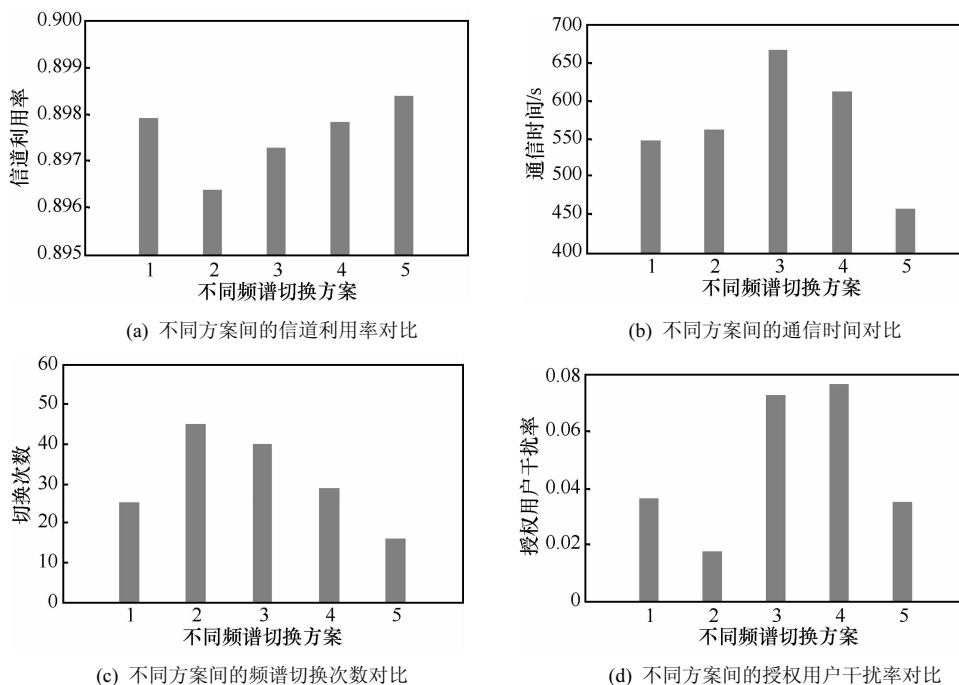 0.900
0.899
0.898
0.897
0.896
0.895
信道利用率
1 2 3 4 5
不同频谱切换方案
(a) 不同方案间的信道利用率对比
700
650
600
550
500
450
400
通信时间/s
1 2 3 4 5
不同频谱切换方案
(b) 不同方案间的通信时间对比
60
50
40
30
20
10
0
切换次数
1 2 3 4 5
不同频谱切换方案
(c) 不同方案间的频谱切换次数对比
0.08
0.06
0.04
0.02
0
授权用户干扰率
1 2 3 4 5
不同频谱切换方案
(d) 不同方案间的授权用户干扰率对比